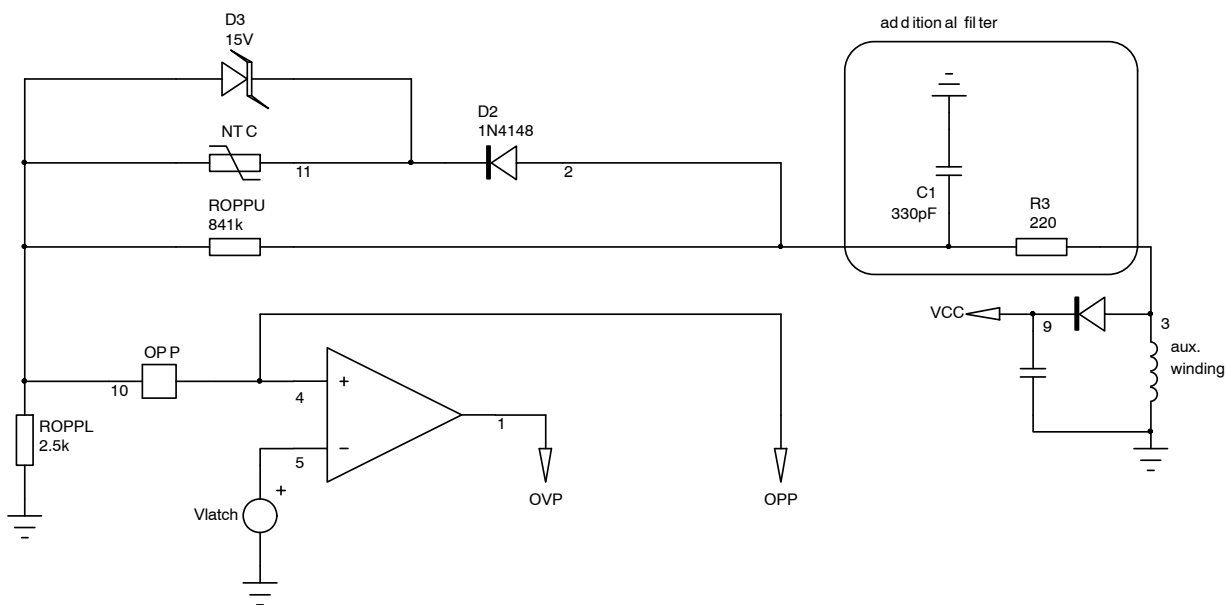 D3
15V
additional filter
NTC
11
D2
1N4148
2
C1
330pF
R3
220
ROPPU
841k
VCC
9
3
aux.
winding
OPP
10
4
+
1
ROPPL
2.5k
5
−
+
Vlatch
OVP
OPP